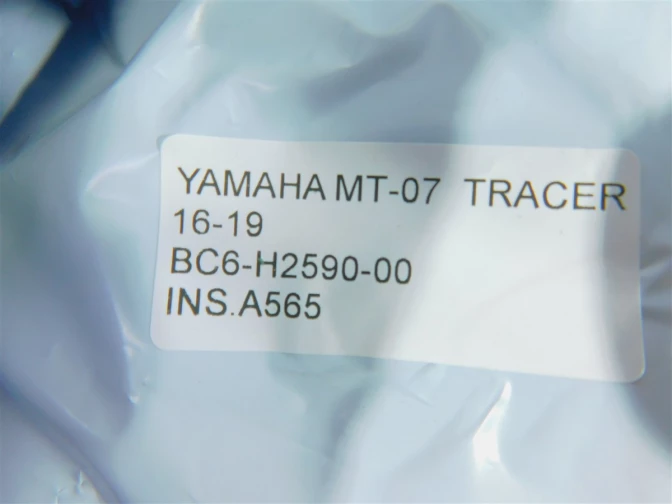 YAMAHA MT-07 TRACER
16-19
BC6-H2590-00
INS.A565